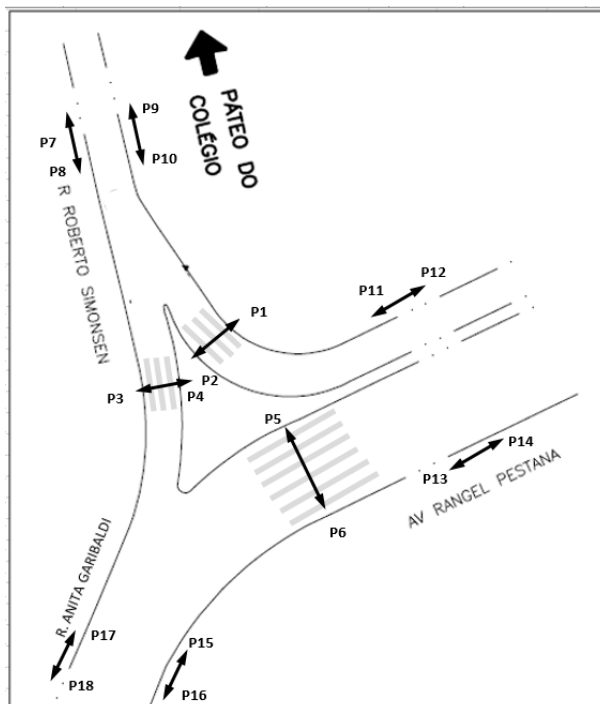 P9
P7
P10
P8
PÁTEO DO
COLÉGIO
R ROBERTO SIMONSEN
P12
P11
P1
P2
P3
P4
P5
P14
P13
AV RANGEL PESTANA
P6
R. ANITA GARIBALDI
P17
P15
P18
P16